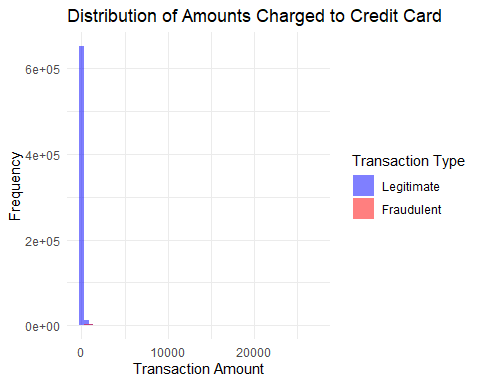 Distribution of Amounts Charged to Credit Card
6e+05
4e+05
2e+05
0e+00
Frequency
0 10000 20000
Transaction Amount
Transaction Type
Legitimate
Fraudulent